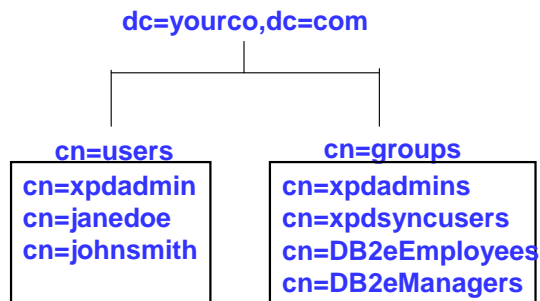 dc=yourco,dc=com
cn=users
cn=xpdadmin
cn=janedoe
cn=johnsmith
cn=groups
cn=xpdadmins
cn=xpdsyncusers
cn=DB2eEmployees
cn=DB2eManagers